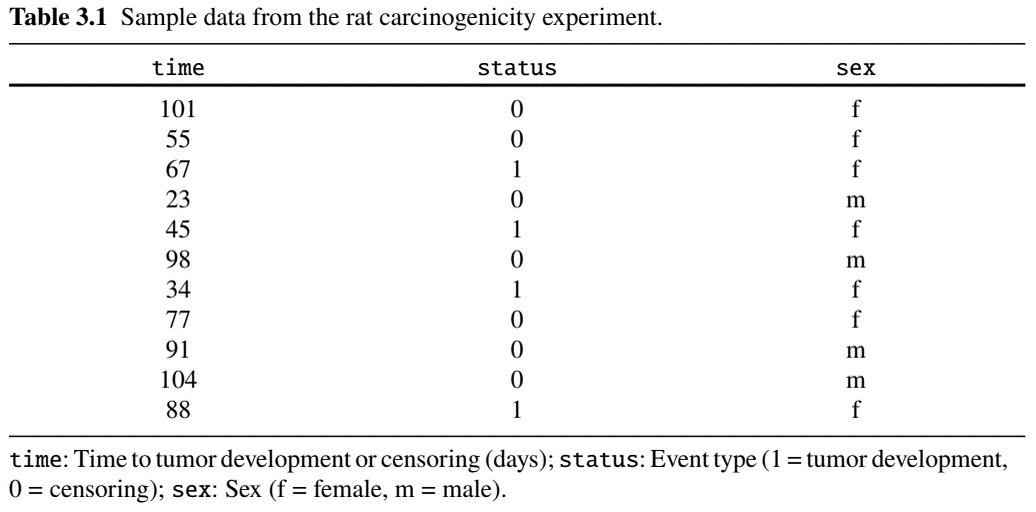 Table 3.1 Sample data from the rat carcinogenicity experiment.
time status sex
101 0 f
55 0 f
67 1 f
23 0 m
45 1 f
98 0 m
34 1 f
77 0 f
91 0 m
104 0 m
88 1 f
time: Time to tumor development or censoring (days); status: Event type (1 = tumor development,
0 = censoring); sex: Sex (f = female, m = male).